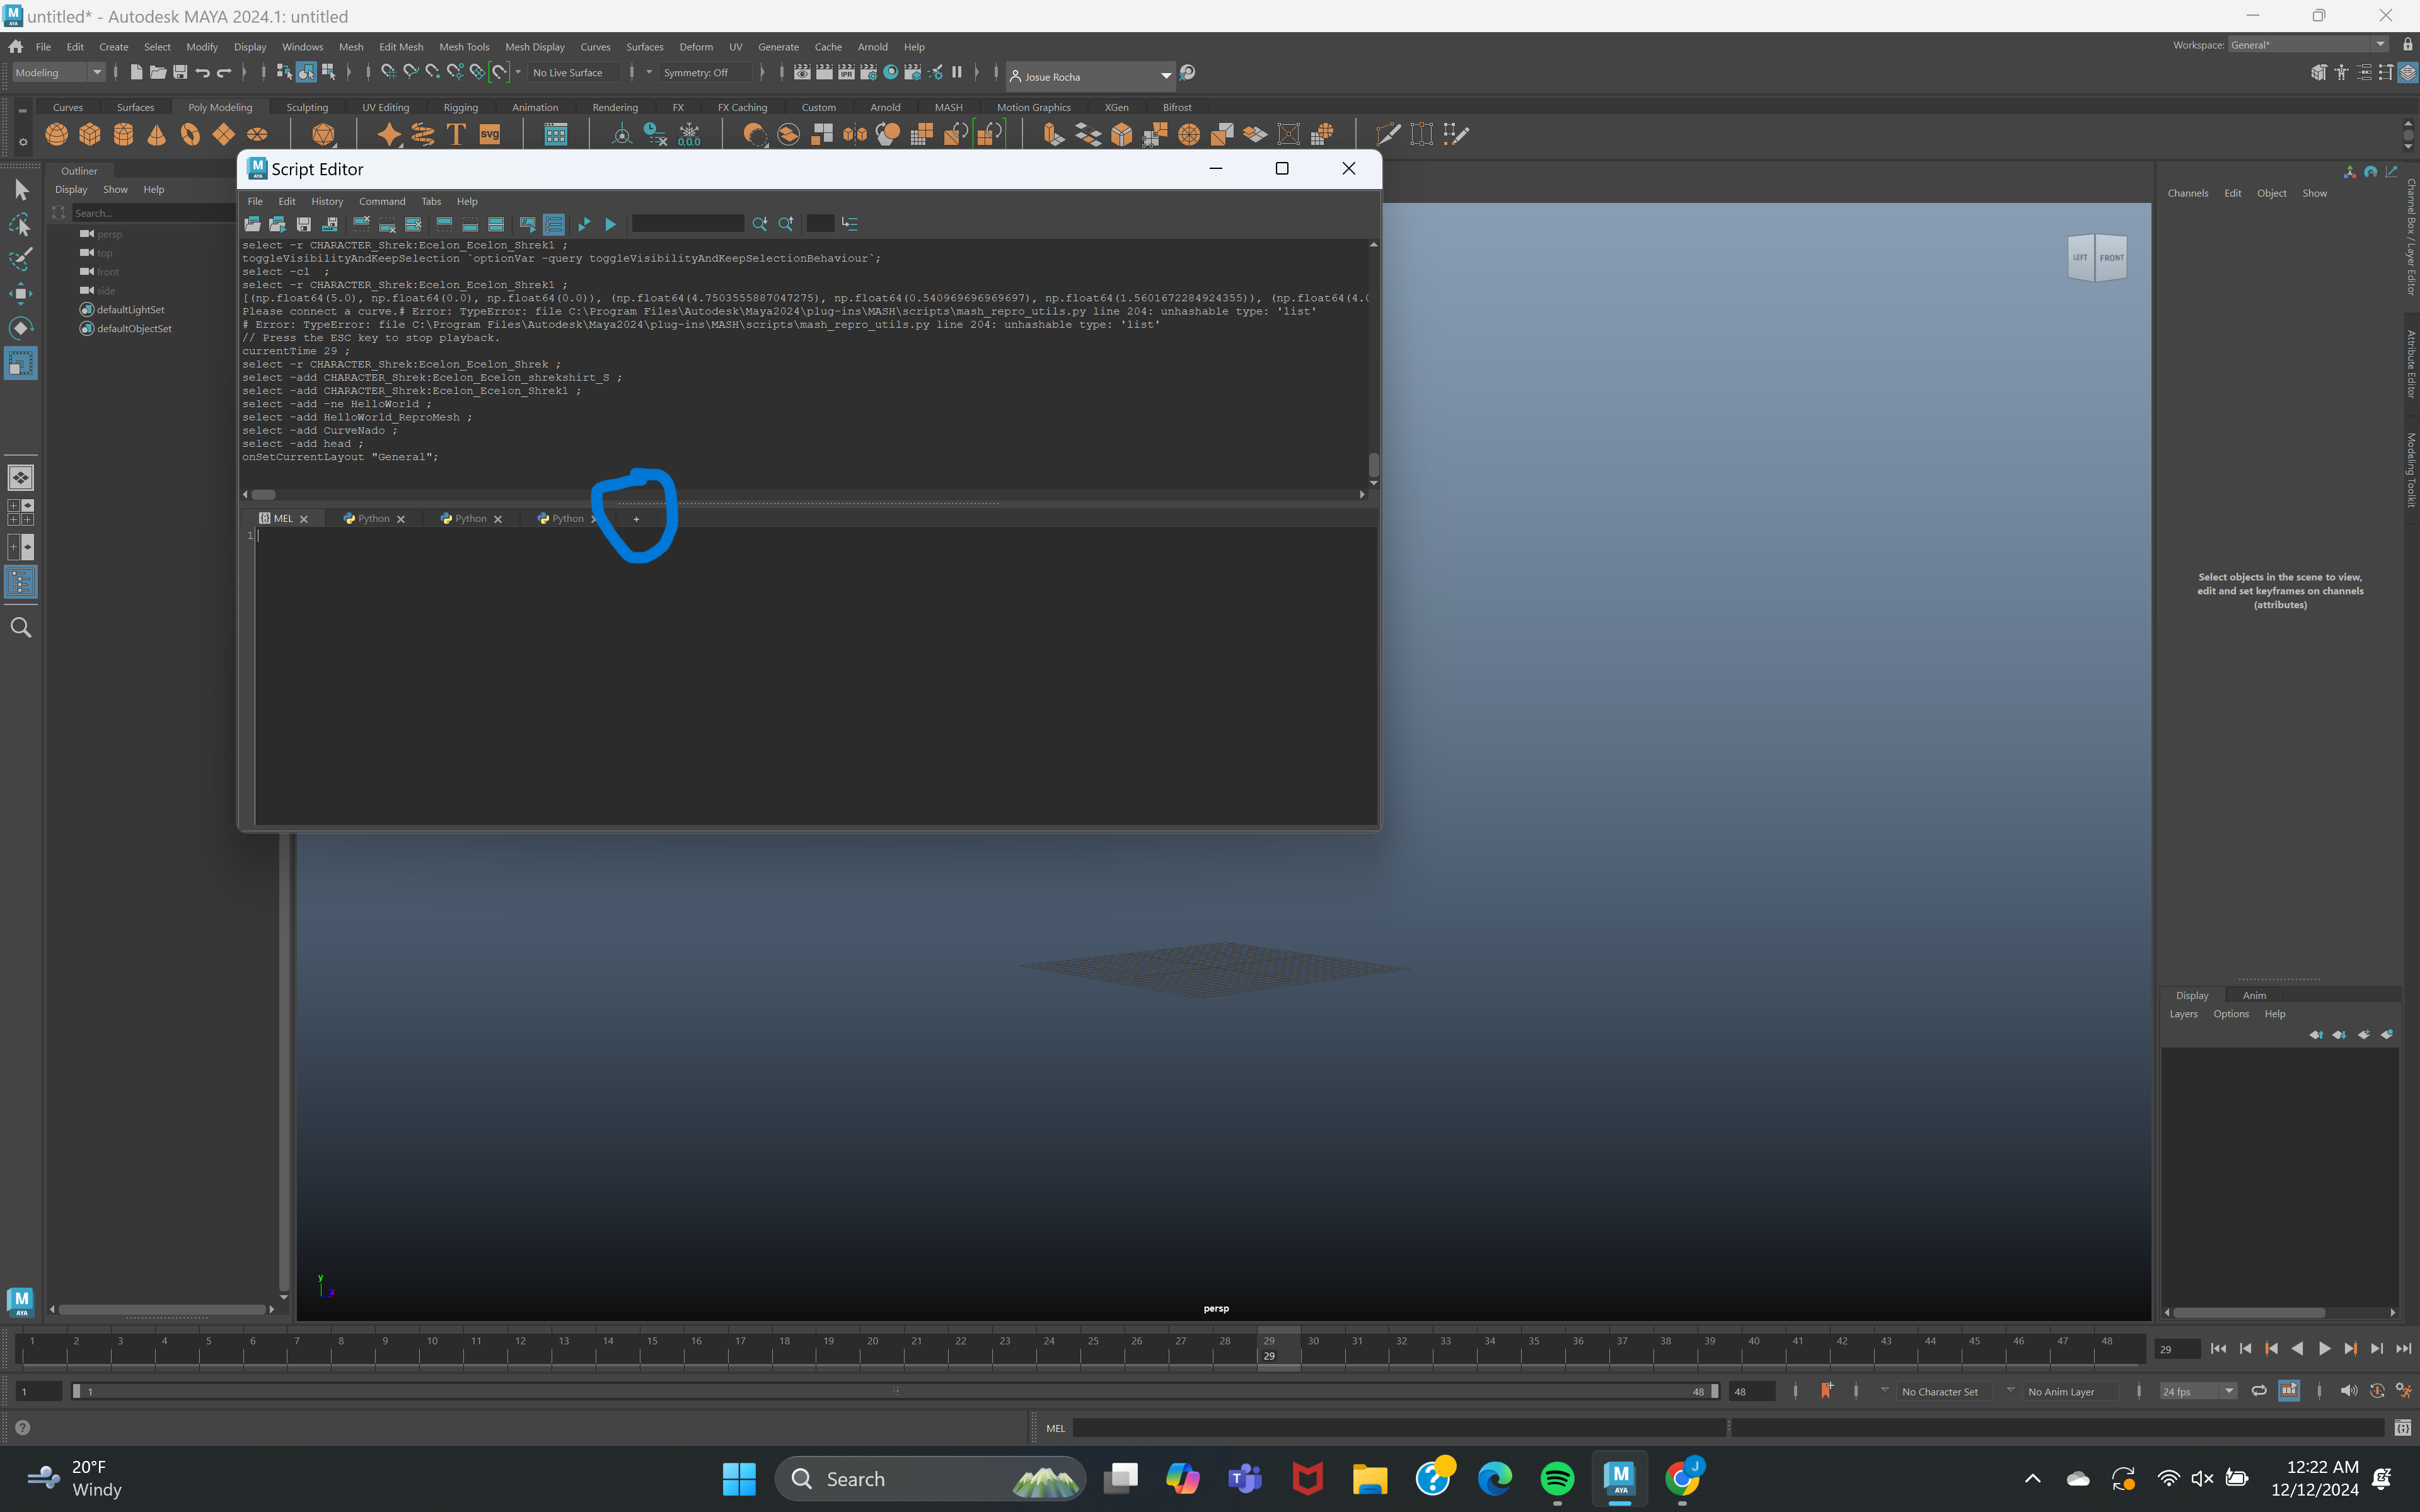 untitled* - Autodesk MAYA 2024.1: untitled
File Edit Create Select Modify Display Windows Mesh Edit Mesh Mesh Tools Mesh Display Curves Surfaces Deform UV Generate Cache Arnold Help
Workspace: General*
Modeling
No Live Surface
Symmetry: Off
IPR
Josue Rocha
Curves Surfaces Poly Modeling Sculpting UV Editing Rigging Animation Rendering FX FX Caching Custom Arnold MASH Motion Graphics XGen Bifrost
SVG
0,0,0
Outliner
Display Show Help
Search...
persp
top
front
side
defaultLightSet
defaultObjectSet
M
AYA
Script Editor
File Edit History Command Tabs Help
select -r CHARACTER_Shrek:Ecelon_Ecelon_Shrek1 ;
toggleVisibilityAndKeepSelection `optionVar -query toggleVisibilityAndKeepSelectionBehaviour`;
select -cl  ;
select -r CHARACTER_Shrek:Ecelon_Ecelon_Shrek1 ;
[(np.float64(5.0), np.float64(0.0), np.float64(0.0)), (np.float64(4.7503555887047275), np.float64(0.540969696969697), np.float64(1.5601672284924355)), (np.float64(4.0
Please connect a curve.# Error: TypeError: file C:\Program Files\Autodesk\Maya2024\plug-ins\MASH\scripts\mash_repro_utils.py line 204: unhashable type: 'list'
# Error: TypeError: file C:\Program Files\Autodesk\Maya2024\plug-ins\MASH\scripts\mash_repro_utils.py line 204: unhashable type: 'list'
// Press the ESC key to stop playback.
currentTime 29 ;
select -r CHARACTER_Shrek:Ecelon_Ecelon_Shrek ;
select -add CHARACTER_Shrek:Ecelon_Ecelon_shrekshirt_S ;
select -add CHARACTER_Shrek:Ecelon_Ecelon_Shrek1 ;
select -add -ne HelloWorld ;
select -add HelloWorld_ReproMesh ;
select -add CurveNado ;
select -add head ;
onSetCurrentLayout "General";
MEL Python Python Python +
1
LEFT FRONT
Channels Edit Object Show
Channel Box / Layer Editor
Attribute Editor
Modeling Toolkit
Select objects in the scene to view,
edit and set keyframes on channels
(attributes)
Display Anim
Layers Options Help
y
persp
1 2 3 4 5 6 7 8 9 10 11 12 13 14 15 16 17 18 19 20 21 22 23 24 25 26 27 28 29 30 31 32 33 34 35 36 37 38 39 40 41 42 43 44 45 46 47 48
29
29
1 1 48 48
No Character Set
No Anim Layer
24 fps
MEL
20°F
Windy
Search
12:22 AM
12/12/2024